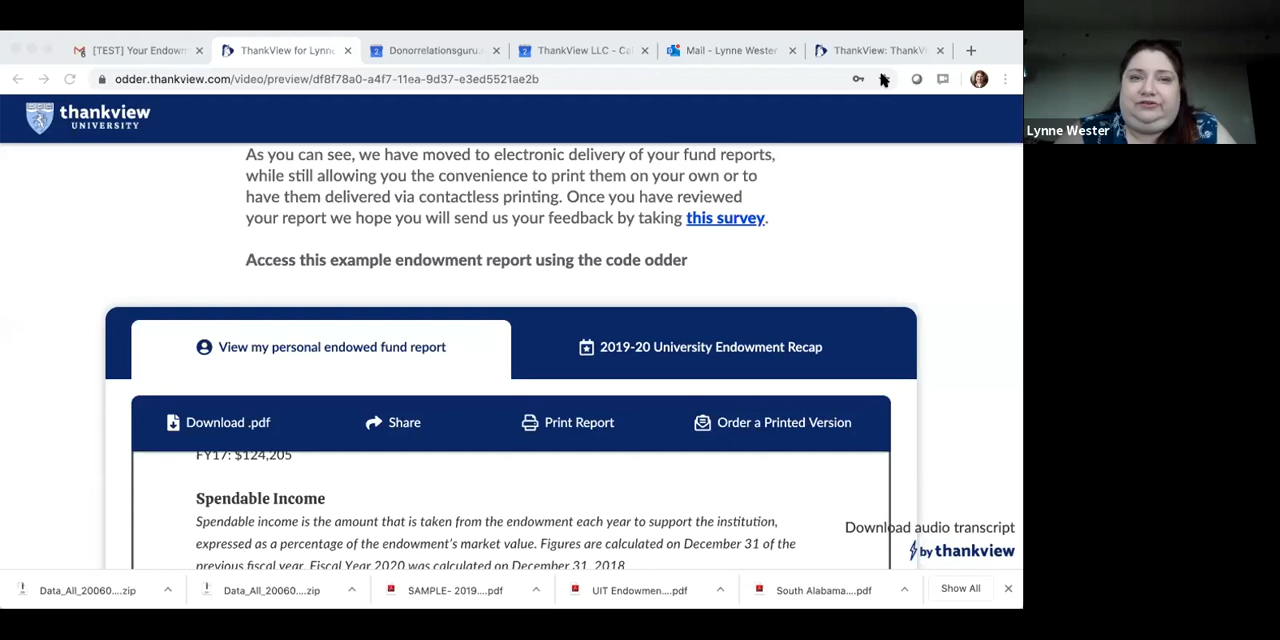 [TEST] Your Endown
ThankView for Lynne
Donorrelationsguru.
ThankView LLC - Cal
Mail - Lynne Wester
ThankView: ThankVi
odder.thankview.com/video/preview/df8f78a0-a4f7-11ea-9d37-e3ed5521ae2b
Lynne Wester
thankview
UNIVERSITY
As you can see, we have moved to electronic delivery of your fund reports,
while still allowing you the convenience to print them on your own or to
have them delivered via contactless printing. Once you have reviewed
your report we hope you will send us your feedback by taking this survey.
Access this example endowment report using the code odder
View my personal endowed fund report
2019-20 University Endowment Recap
Download .pdf
Share
Print Report
Order a Printed Version
FY17: $124,205
Spendable Income
Spendable income is the amount that is taken from the endowment each year to support the institution,
expressed as a percentage of the endowment's market value. Figures are calculated on December 31 of the
previous fiscal year. Fiscal Year 2020 was calculated on December 31, 2018.
Download audio transcript
by thankview
Data_All_20060....zip
Data_All_20060....zip
SAMPLE- 2019....pdf
UIT Endowmen....pdf
South Alabama....pdf
Show All